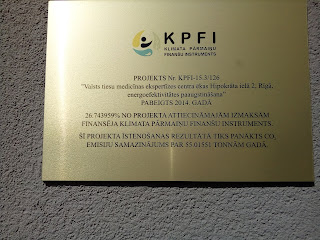 KPFI
KLIMATA PĀRMAIŅU
FINANŠU INSTRUMENTS
PROJEKTS Nr. KPFI-15.3/126
"Valsts tiesu medicīnas ekspertīzes centra ēkas Hipokrāta ielā 2, Rīgā,
energoefektivitātes paaugstināšana"
PABEIGTS 2014. GADĀ
26.743959% NO PROJEKTA ATTIECINĀMAJĀM IZMAKSĀM
FINANSĒJA KLIMATA PĀRMAIŅU FINANŠU INSTRUMENTS.
ŠĪ PROJEKTA ĪSTENOŠANAS REZULTĀTĀ TIKS PANĀKTS CO₂
EMISIJU SAMAZINĀJUMS PAR 55.01551 TONNĀM GADĀ.